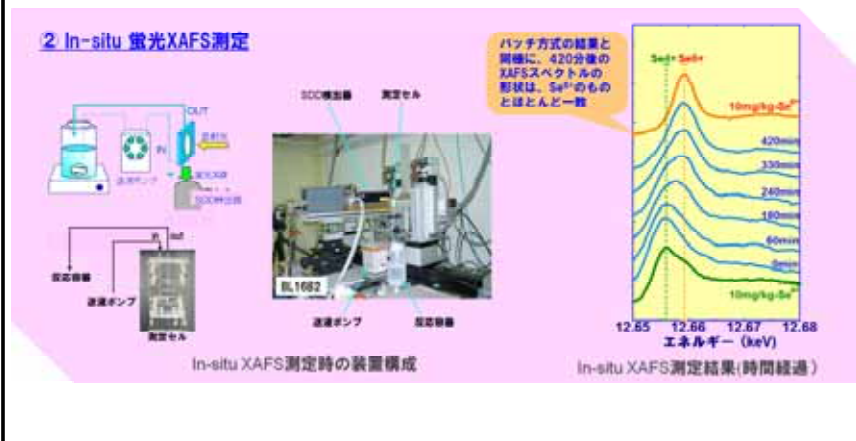 ② In-situ 蛍光XAFS測定
バッチ方式の結果と
同様に、420分後の
XAFSスペクトルの
形状は、Se⁶⁺のもの
とほとんど一致
OUT
IN
送液ポンプ
蛍光X線
SDD検出器
in
out
反応容器
送液ポンプ
測定セル
SDD検出器
測定セル
BL16B2
送液ポンプ
反応容器
In-situ XAFS測定時の装置構成
Se4+ Se6+
10mg/kg-Se⁶⁺
420min
330min
240min
180min
60min
0min
10mg/kg-Se⁴⁺
12.65
12.66
12.67
12.68
エネルギー (keV)
In-situ XAFS測定結果(時間経過)